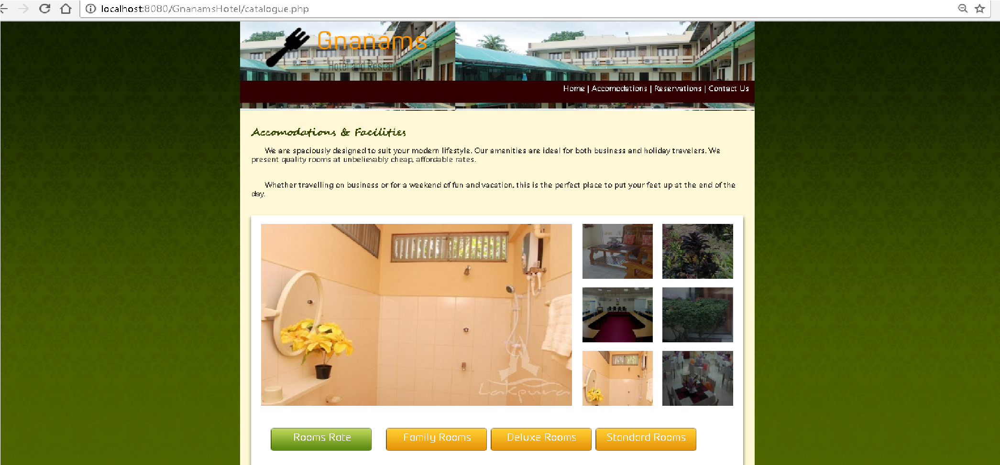 localhost:8080/GnanamsHotel/catalogue.php
Gnanams
Hotel and Restaurant
Home | Accomodations | Reservations | Contact Us
Accomodations & Facilities
We are spaciously designed to suit your modern lifestyle. Our amenities are ideal for both business and holiday travelers. We
present quality rooms at unbelievably cheap, affordable rates.
Whether travelling on business or for a weekend of fun and vacation, this is the perfect place to put your feet up at the end of the
day.
Lakpura
Rooms Rate
Family Rooms
Deluxe Rooms
Standard Rooms